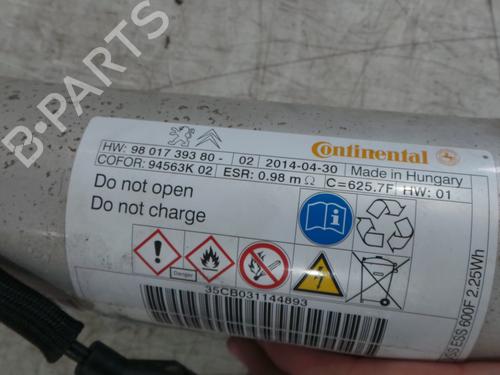 B-PARTS
Continental
HW: 98 017 393 80 - 02 2014-04-30 Made in Hungary
COFOR: 94563K 02 ESR: 0.98 m Ω C=625.7F HW: 01
Do not open
Do not charge
Danger
35CB031144893
ESS 600F 2.25Wh